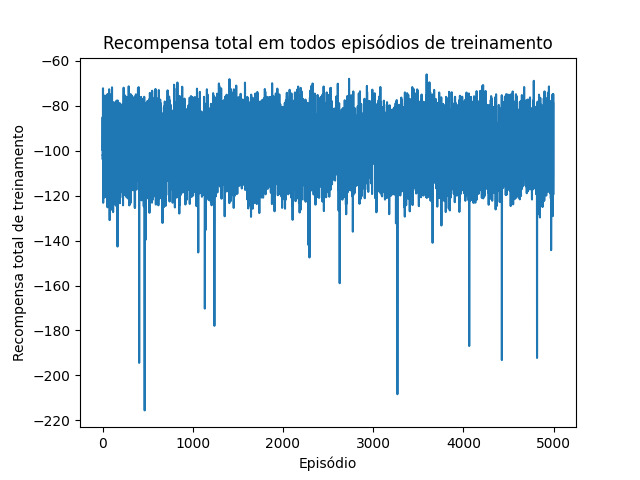 Recompensa total em todos episódios de treinamento
−60
−80
−100
−120
−140
−160
−180
−200
−220
Recompensa total de treinamento
0 1000 2000 3000 4000 5000
Episódio